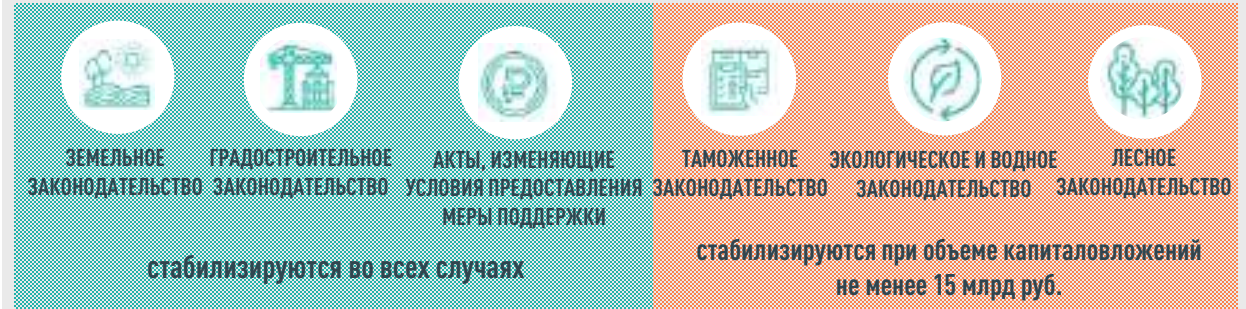 ЗЕМЕЛЬНОЕ
ЗАКОНОДАТЕЛЬСТВО
ГРАДОСТРОИТЕЛЬНОЕ
ЗАКОНОДАТЕЛЬСТВО
АКТЫ, ИЗМЕНЯЮЩИЕ
УСЛОВИЯ ПРЕДОСТАВЛЕНИЯ
МЕРЫ ПОДДЕРЖКИ
стабилизируются во всех случаях
ТАМОЖЕННОЕ
ЗАКОНОДАТЕЛЬСТВО
ЭКОЛОГИЧЕСКОЕ И ВОДНОЕ
ЗАКОНОДАТЕЛЬСТВО
ЛЕСНОЕ
ЗАКОНОДАТЕЛЬСТВО
стабилизируются при объеме капиталовложений
не менее 15 млрд руб.